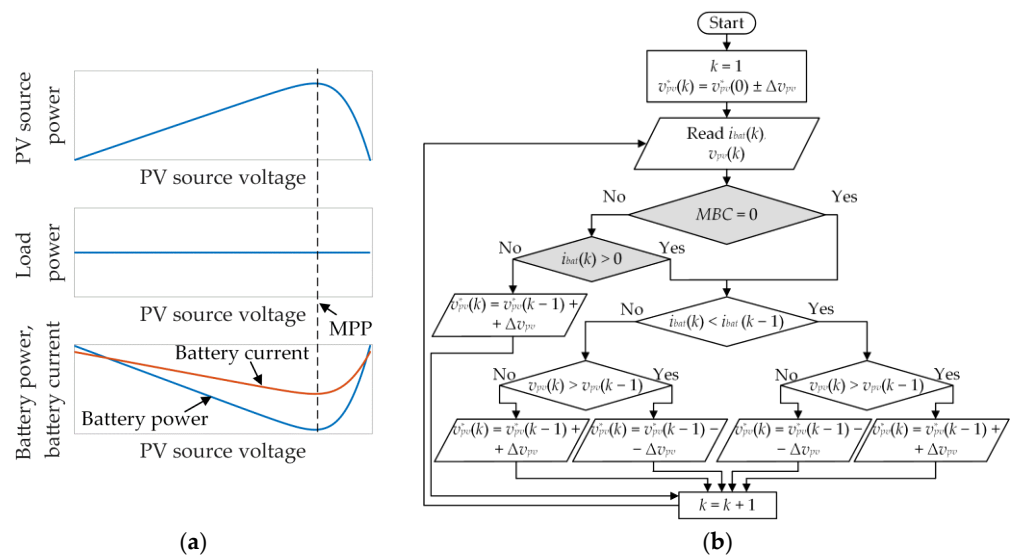 PV source
power
PV source voltage
Load
power
PV source voltage
MPP
Battery power,
battery current
Battery current
Battery power
PV source voltage
(a)
Start
k = 1
v*pv(k) = v*pv(0) ± Δvpv
Read ibat(k),
vpv(k)
No
Yes
MBC = 0
No
Yes
ibat(k) > 0
v*pv(k) = v*pv(k − 1) +
+ Δvpv
No
Yes
ibat(k) < ibat (k − 1)
No
Yes
vpv(k) > vpv(k − 1)
No
Yes
vpv(k) > vpv(k − 1)
v*pv(k) = v*pv(k − 1) +
+ Δvpv
v*pv(k) = v*pv(k − 1) −
− Δvpv
v*pv(k) = v*pv(k − 1) −
− Δvpv
v*pv(k) = v*pv(k − 1) +
+ Δvpv
k = k + 1
(b)